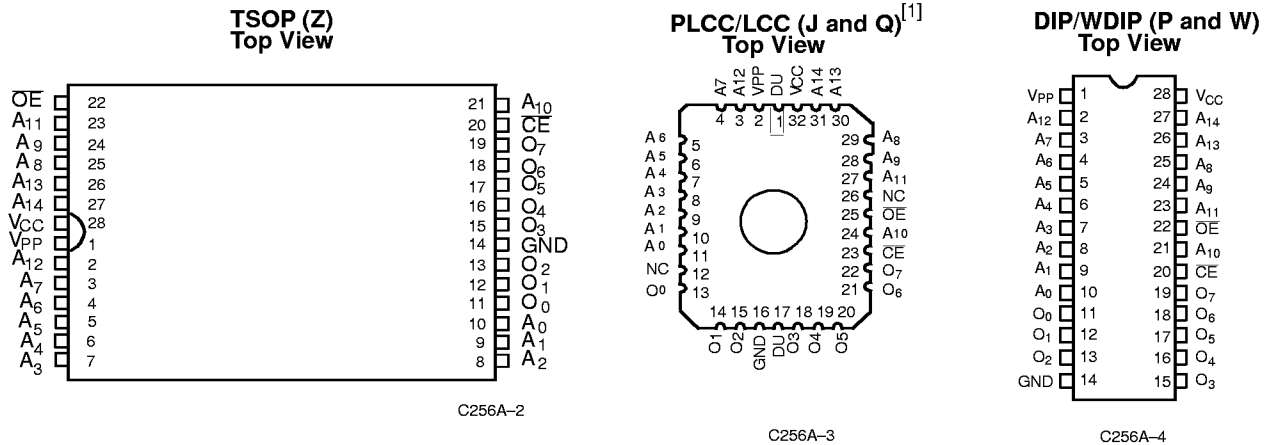 TSOP (Z)
Top View
O̅E̅ 22
A11 23
A9 24
A8 25
A13 26
A14 27
VCC 28
VPP 1
A12 2
A7 3
A6 4
A5 5
A4 6
A3 7
21 A10
20 C̅E̅
19 O7
18 O6
17 O5
16 O4
15 O3
14 GND
13 O2
12 O1
11 O0
10 A0
9 A1
8 A2
C256A–2
PLCC/LCC (J and Q)[1]
Top View
A7 A12 VPP DU VCC A14 A13
4 3 2 1 32 31 30
A6 5
A5 6
A4 7
A3 8
A2 9
A1 10
A0 11
NC 12
O0 13
29 A8
28 A9
27 A11
26 NC
25 O̅E̅
24 A10
23 C̅E̅
22 O7
21 O6
14 15 16 17 18 19 20
O1 O2 GND DU O3 O4 O5
C256A–3
DIP/WDIP (P and W)
Top View
VPP 1 28 VCC
A12 2 27 A14
A7 3 26 A13
A6 4 25 A8
A5 5 24 A9
A4 6 23 A11
A3 7 22 O̅E̅
A2 8 21 A10
A1 9 20 C̅E̅
A0 10 19 O7
O0 11 18 O6
O1 12 17 O5
O2 13 16 O4
GND 14 15 O3
C256A–4